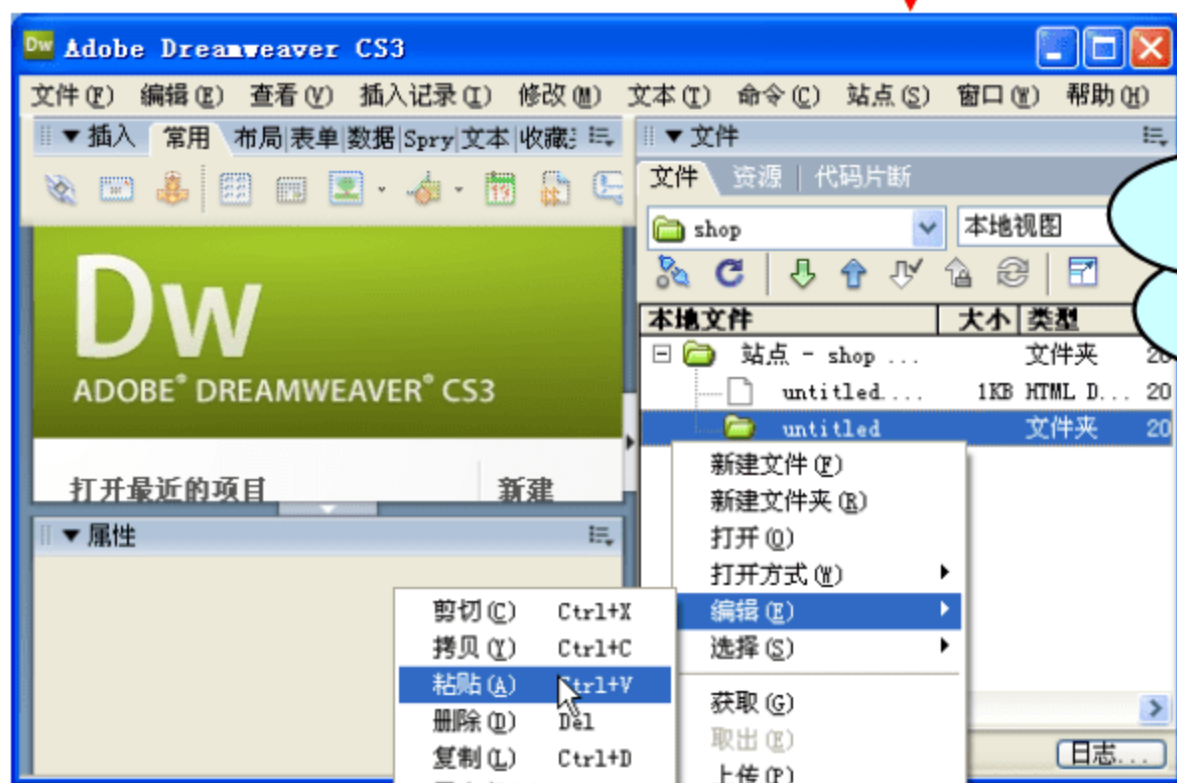 Dw Adobe Dreamweaver CS3
文件(F) 编辑(E) 查看(V) 插入记录(I) 修改(M) 文本(T) 命令(C) 站点(S) 窗口(W) 帮助(H)
▼ 插入 常用 布局 表单 数据 Spry 文本 收藏
▼ 文件
文件 资源 代码片断
shop 本地视图
Dw
ADOBE® DREAMWEAVER® CS3
打开最近的项目 新建
本地文件 大小 类型
站点 - shop ... 文件夹 20
untitled.... 1KB HTML D... 20
untitled 文件夹 20
新建文件(F)
新建文件夹(R)
打开(O)
打开方式(W)
编辑(E)
选择(S)
获取(G)
取出(E)
上传(P)
▼ 属性
剪切(C) Ctrl+X
拷贝(Y) Ctrl+C
粘贴(A) Ctrl+V
删除(D) Del
复制(L) Ctrl+D
日志...